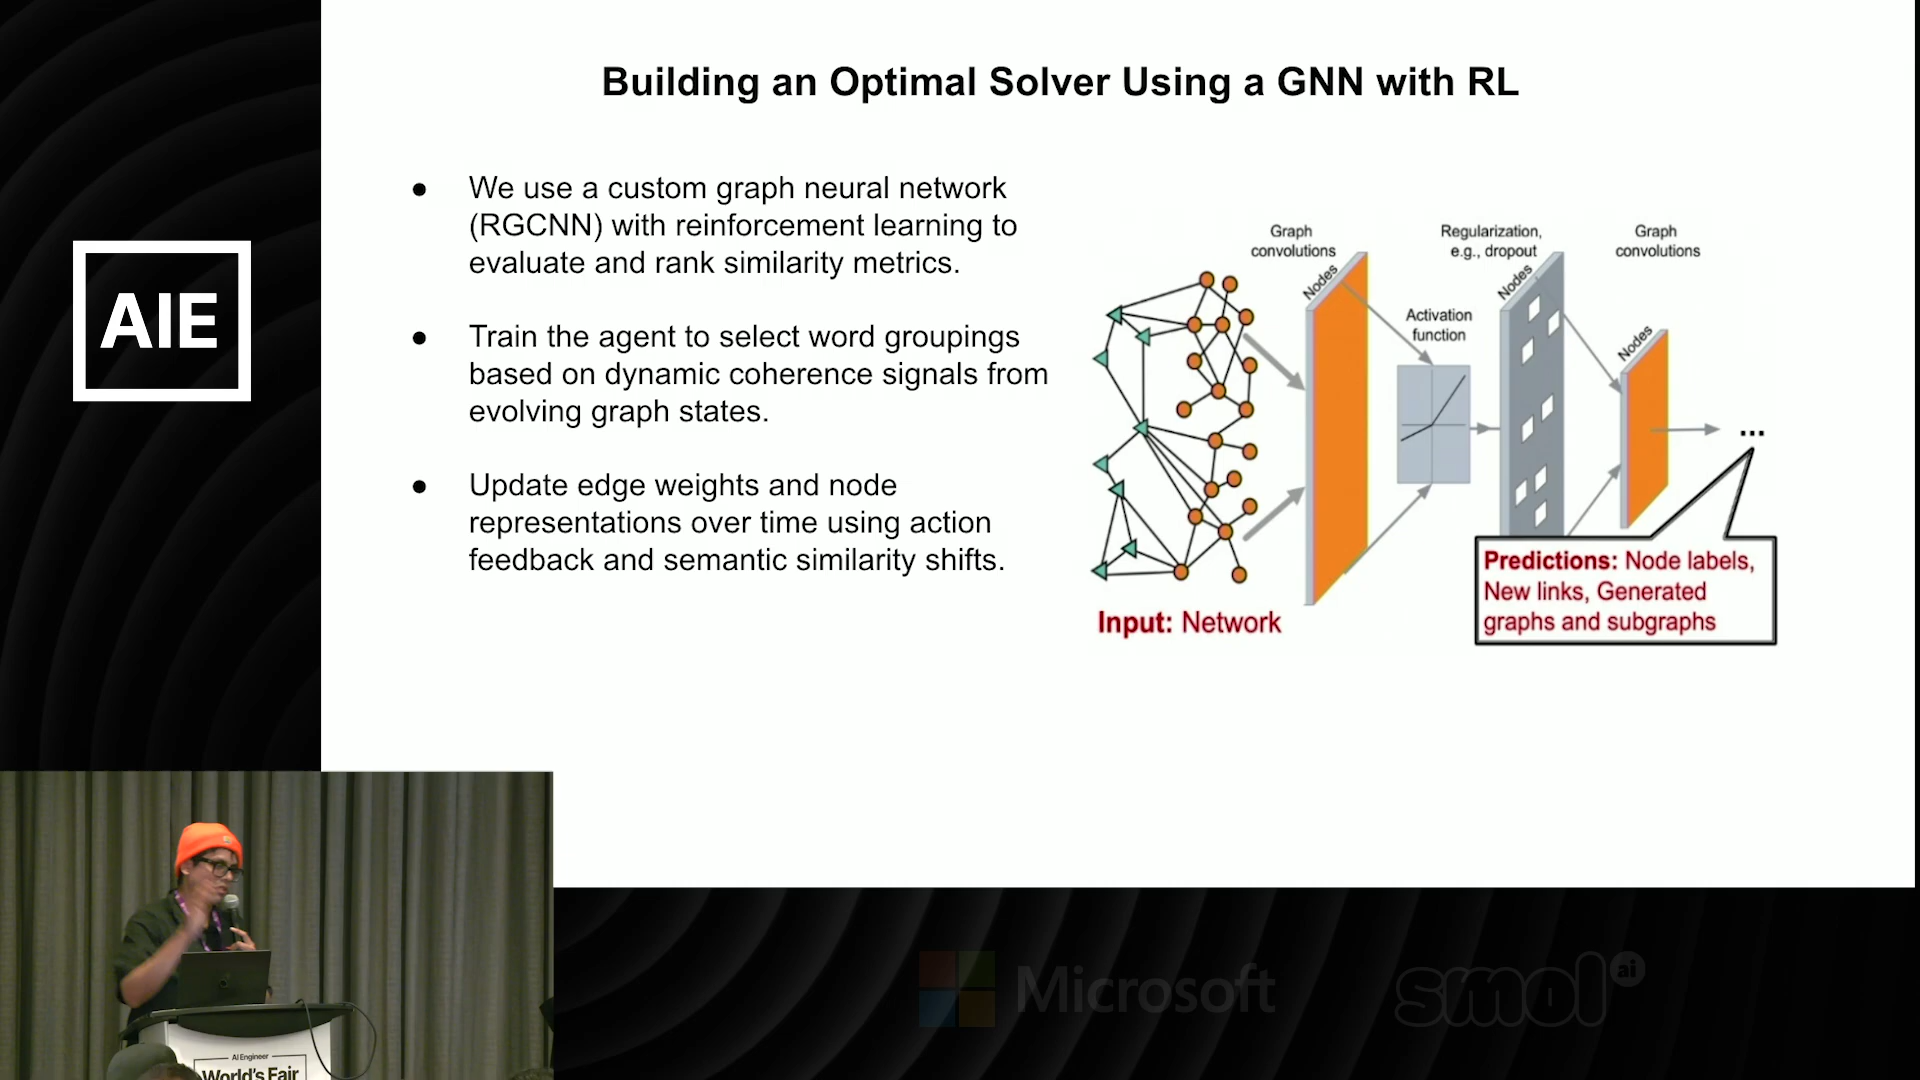 Building an Optimal Solver Using a GNN with RL
● We use a custom graph neural network
(RGCNN) with reinforcement learning to
evaluate and rank similarity metrics.
● Train the agent to select word groupings
based on dynamic coherence signals from
evolving graph states.
● Update edge weights and node
representations over time using action
feedback and semantic similarity shifts.
Graph
convolutions
Nodes
Activation
function
Regularization,
e.g., dropout
Nodes
Graph
convolutions
Nodes
...
Input: Network
Predictions: Node labels,
New links, Generated
graphs and subgraphs
AIE
AI Engineer
World's Fair
Microsoft
smol ai